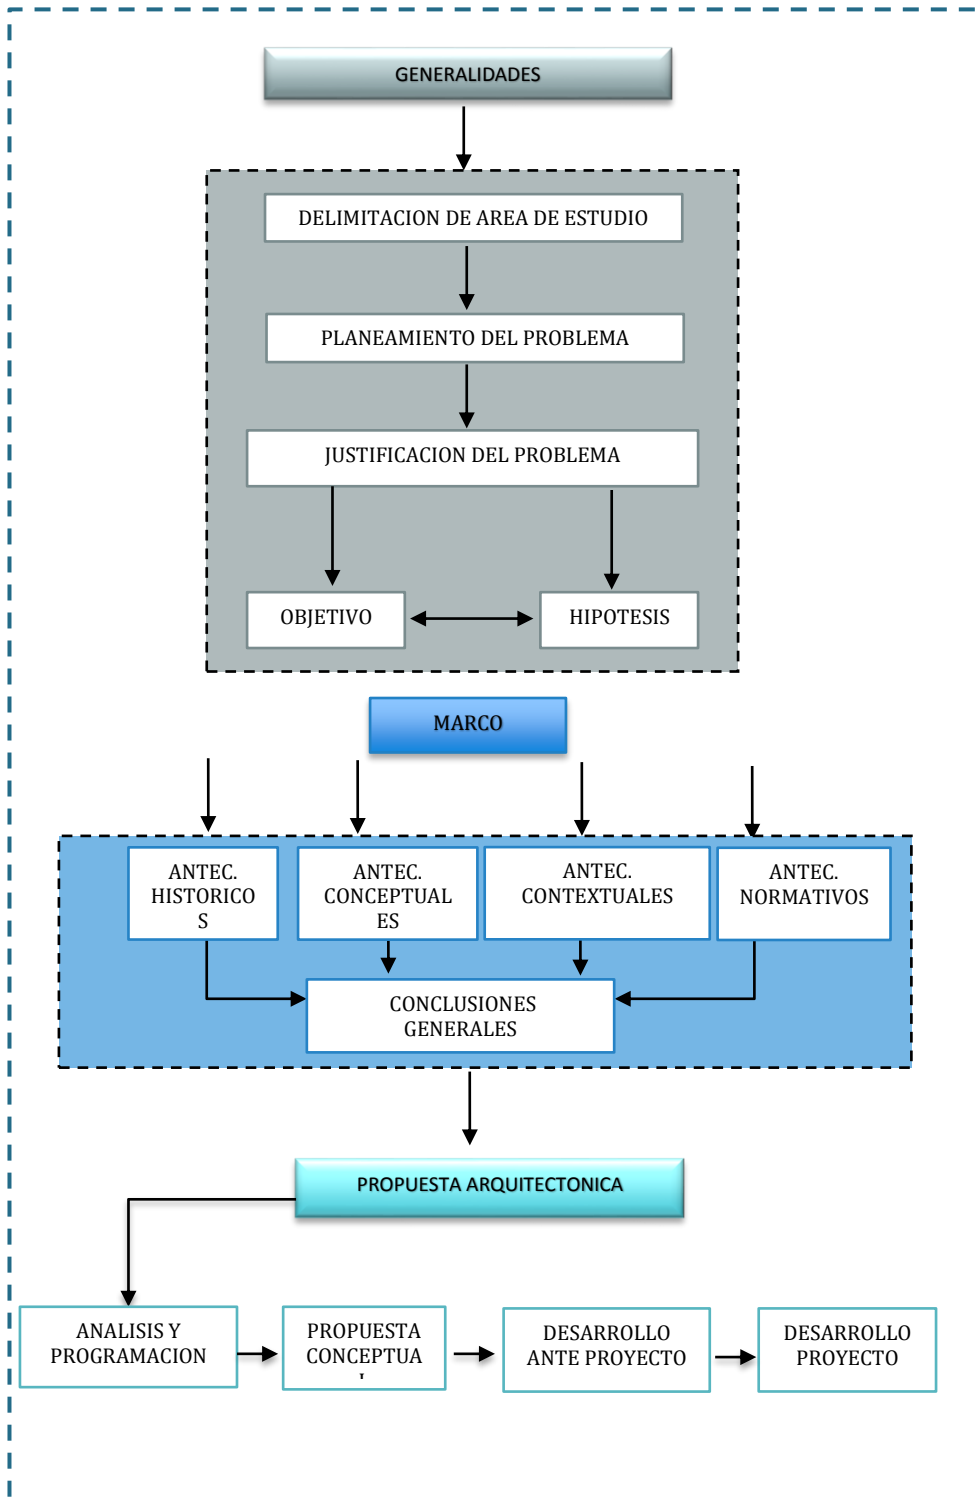 GENERALIDADES
DELIMITACION DE AREA DE ESTUDIO
PLANEAMIENTO DEL PROBLEMA
JUSTIFICACION DEL PROBLEMA
OBJETIVO
HIPOTESIS
MARCO
ANTEC.
HISTORICO
S
ANTEC.
CONCEPTUAL
ES
ANTEC.
CONTEXTUALES
ANTEC.
NORMATIVOS
CONCLUSIONES
GENERALES
PROPUESTA ARQUITECTONICA
ANALISIS Y
PROGRAMACION
PROPUESTA
CONCEPTUA
DESARROLLO
ANTE PROYECTO
DESARROLLO
PROYECTO